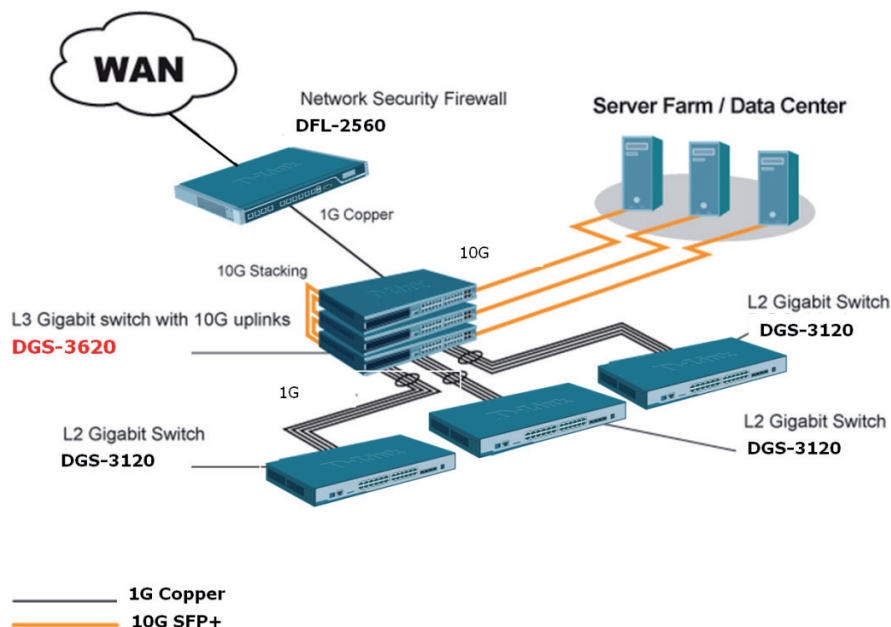 WAN
Network Security Firewall
DFL-2560
Server Farm / Data Center
1G Copper
10G
10G Stacking
L3 Gigabit switch with 10G uplinks
DGS-3620
L2 Gigabit Switch
DGS-3120
1G
L2 Gigabit Switch
DGS-3120
L2 Gigabit Switch
DGS-3120
1G Copper
10G SFP+